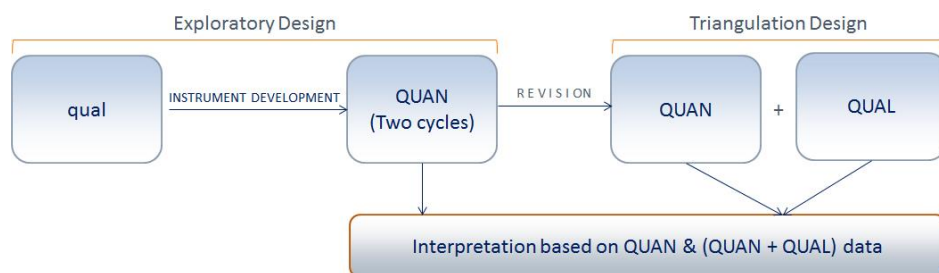 Exploratory Design
Triangulation Design
qual
INSTRUMENT DEVELOPMENT
QUAN
(Two cycles)
REVISION
QUAN
+
QUAL
Interpretation based on QUAN & (QUAN + QUAL) data